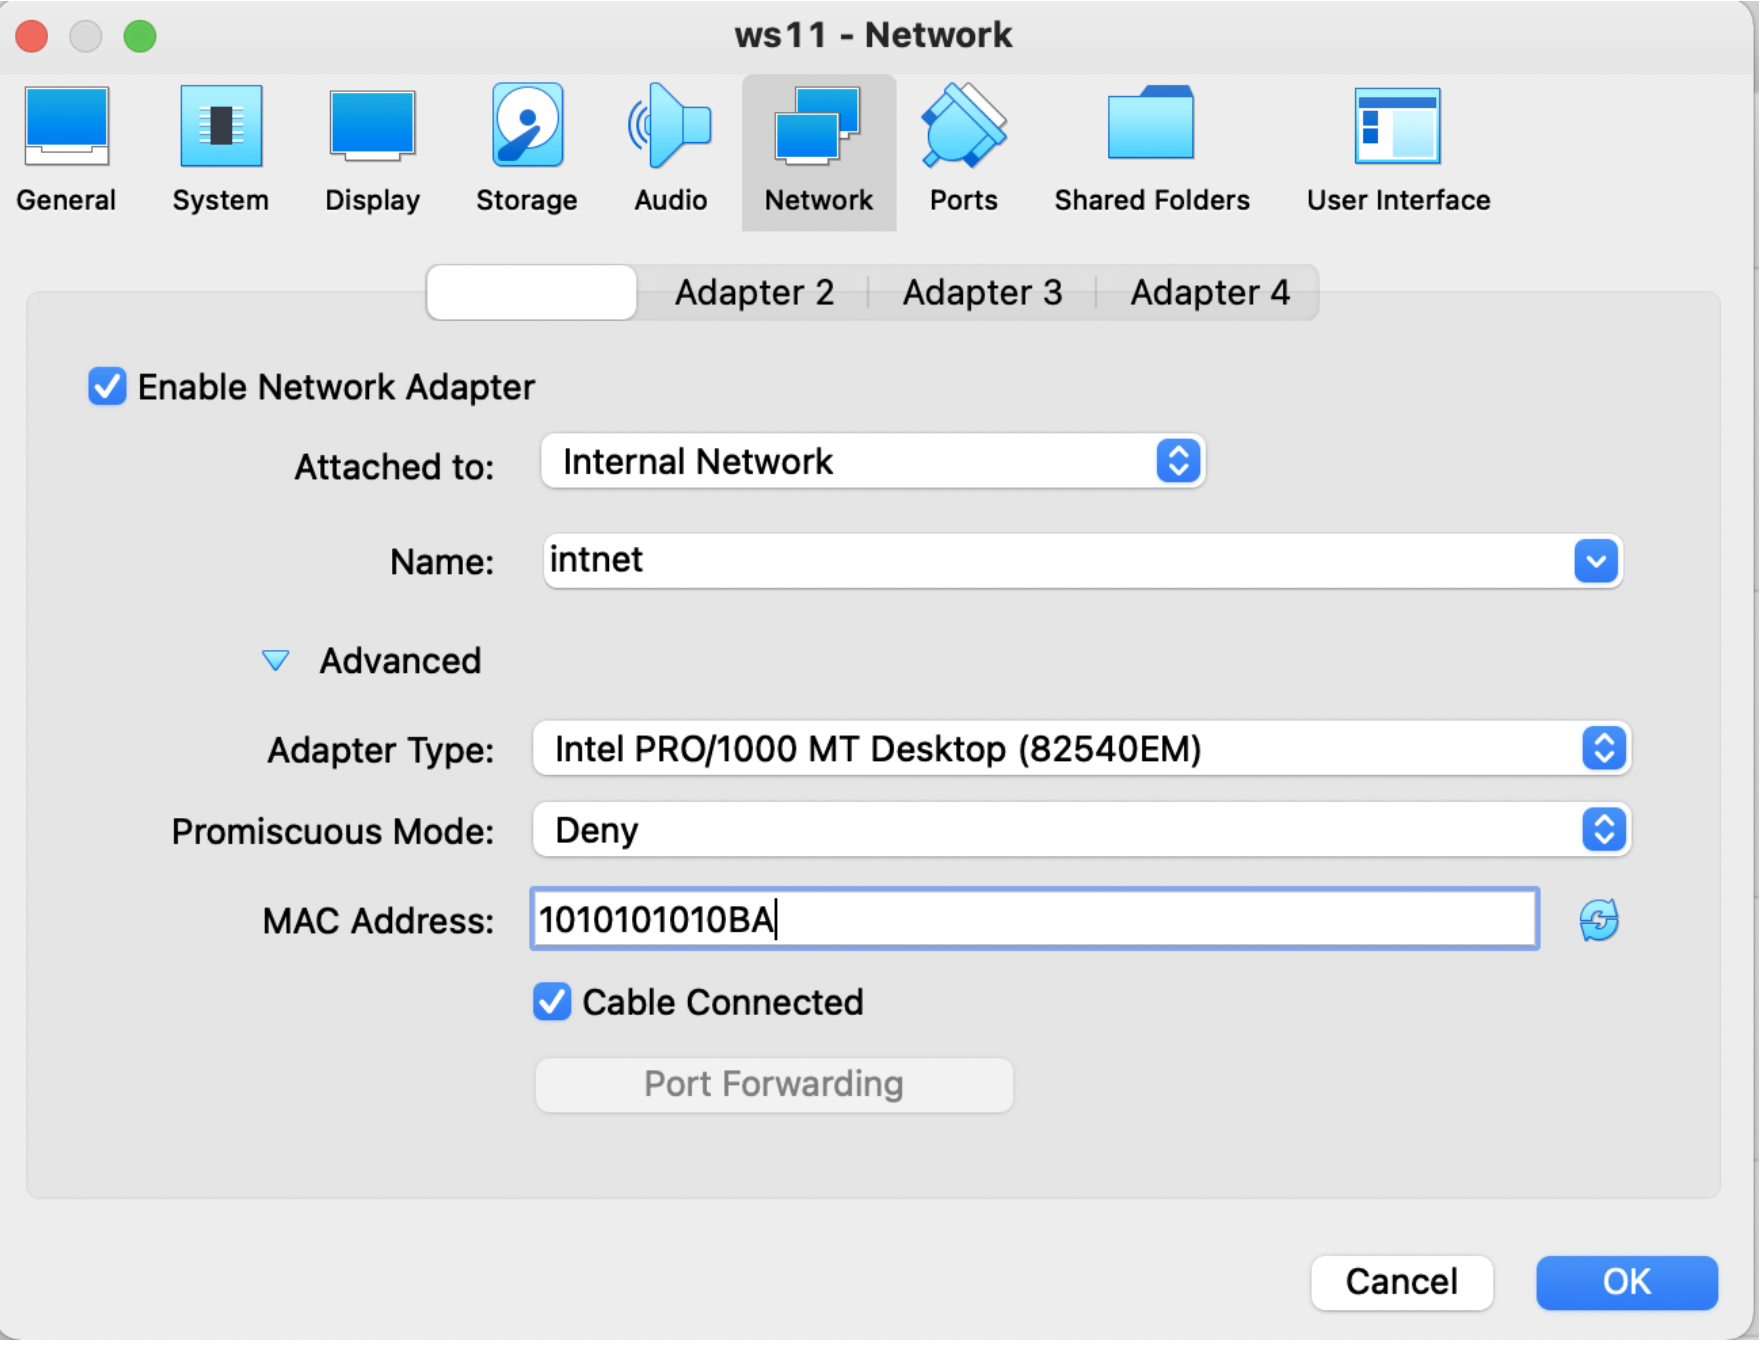 ws11 - Network
General System Display Storage Audio Network Ports Shared Folders User Interface
Adapter 2 Adapter 3 Adapter 4
Enable Network Adapter
Attached to: Internal Network
Name: intnet
Advanced
Adapter Type: Intel PRO/1000 MT Desktop (82540EM)
Promiscuous Mode: Deny
MAC Address: 1010101010BA
Cable Connected
Port Forwarding
Cancel OK